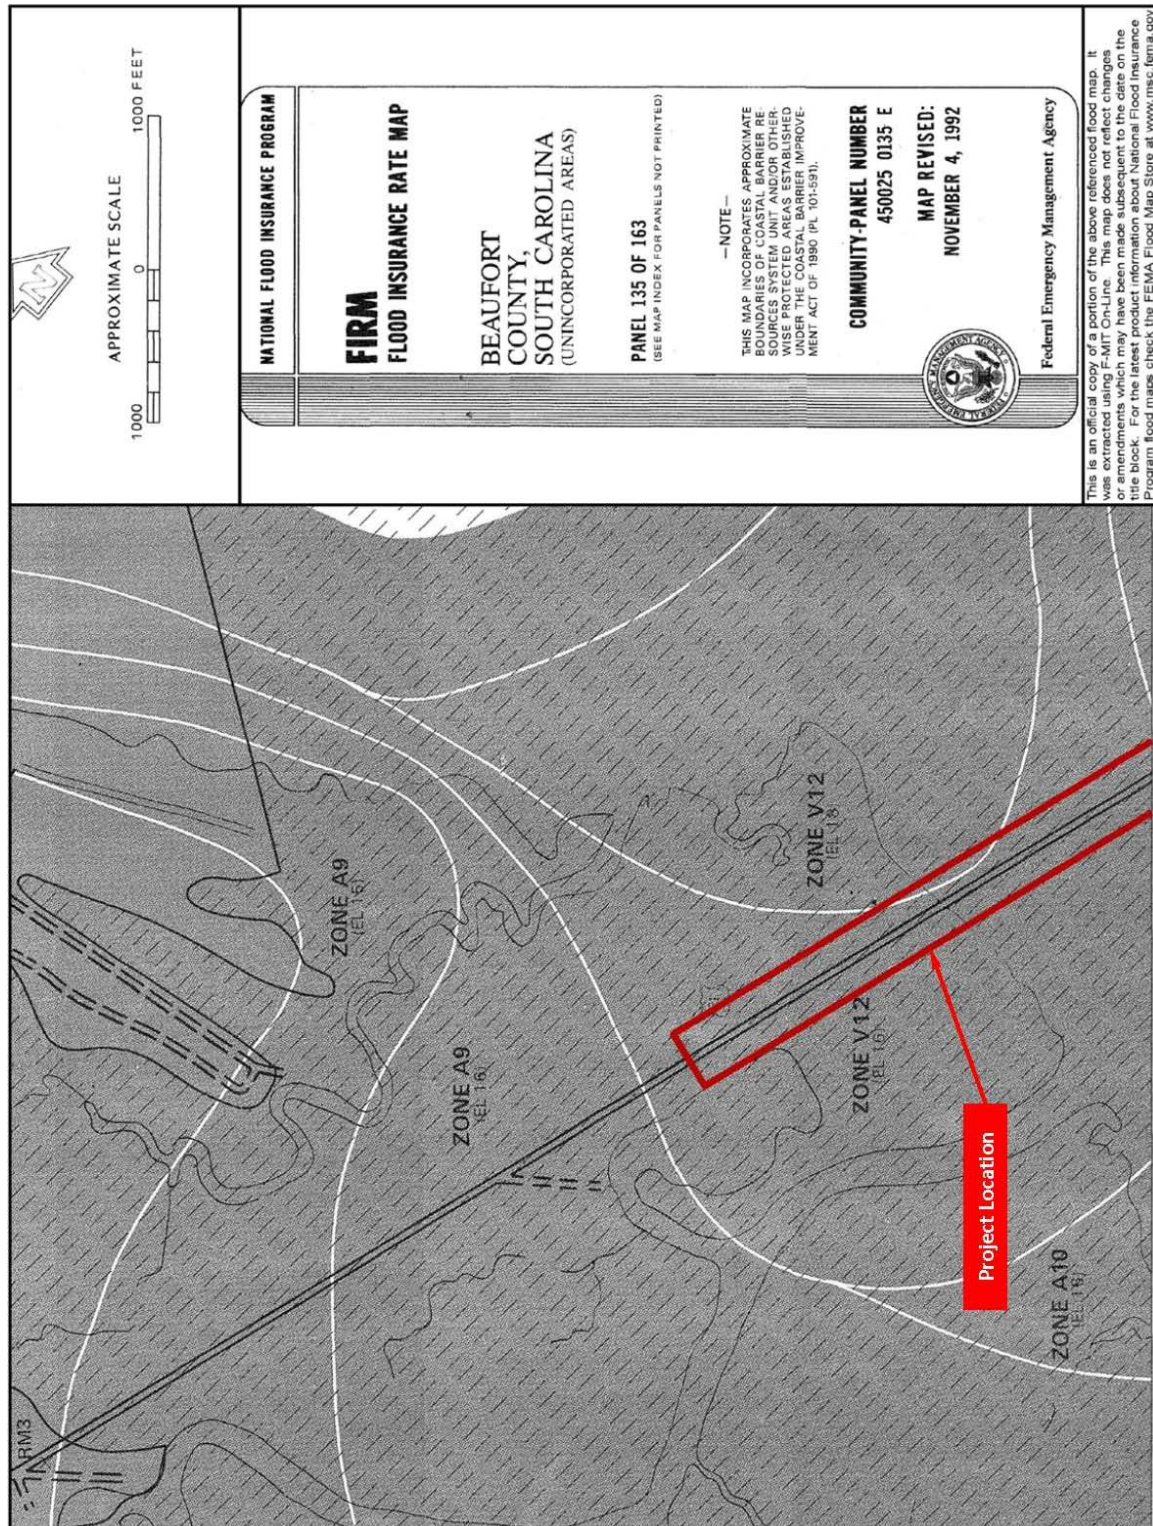 APPROXIMATE SCALE
1000 0 1000 FEET
N
NATIONAL FLOOD INSURANCE PROGRAM
FIRM
FLOOD INSURANCE RATE MAP
BEAUFORT
COUNTY,
SOUTH CAROLINA
(UNINCORPORATED AREAS)
PANEL 135 OF 163
(SEE MAP INDEX FOR PANELS NOT PRINTED)
—NOTE—
THIS MAP INCORPORATES APPROXIMATE
BOUNDARIES OF COASTAL BARRIER RE-
SOURCES SYSTEM UNIT AND/OR OTHER-
WISE PROTECTED AREAS ESTABLISHED
UNDER THE COASTAL BARRIER IMPROVE-
MENT ACT OF 1990 (PL 101-591).
COMMUNITY-PANEL NUMBER
450025 0135 E
MAP REVISED:
NOVEMBER 4, 1992
FEDERAL EMERGENCY MANAGEMENT AGENCY
Federal Emergency Management Agency
This is an official copy of a portion of the above referenced flood map. It
was extracted using F-MIT On-Line. This map does not reflect changes
or amendments which may have been made subsequent to the date on the
title block. For the latest product information about National Flood Insurance
Program flood maps check the FEMA Flood Map Store at www.msc.fema.gov
RM3
ZONE A9
(EL 15)
ZONE A9
(EL 16)
ZONE V12
(EL 18)
ZONE V12
(EL 16)
ZONE A10
(EL 16)
Project Location